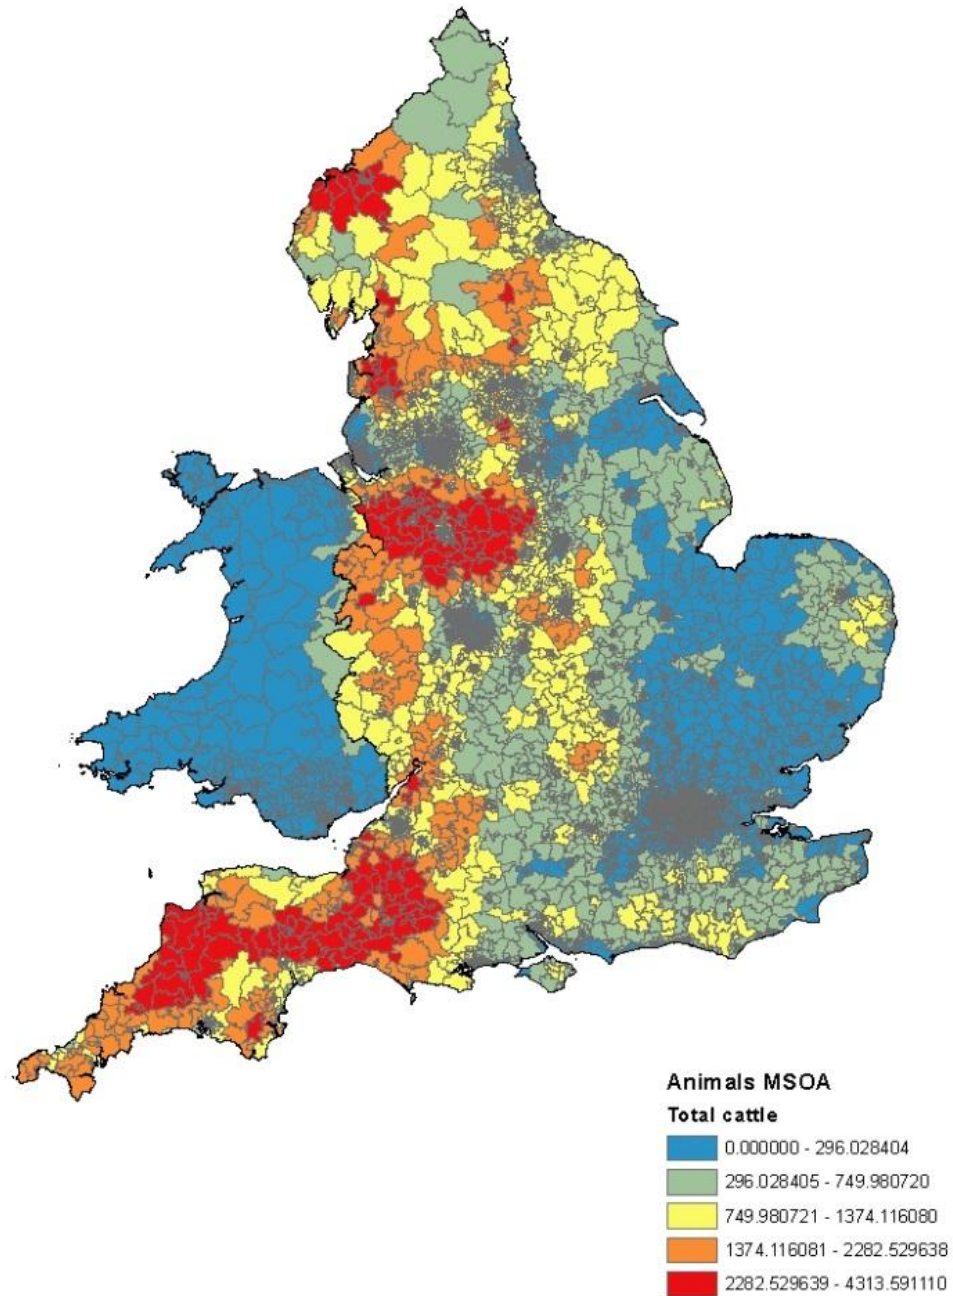 Animals MSOA
Total cattle
0.000000 - 296.028404
296.028405 - 749.980720
749.980721 - 1374.116080
1374.116081 - 2282.529638
2282.529639 - 4313.591110